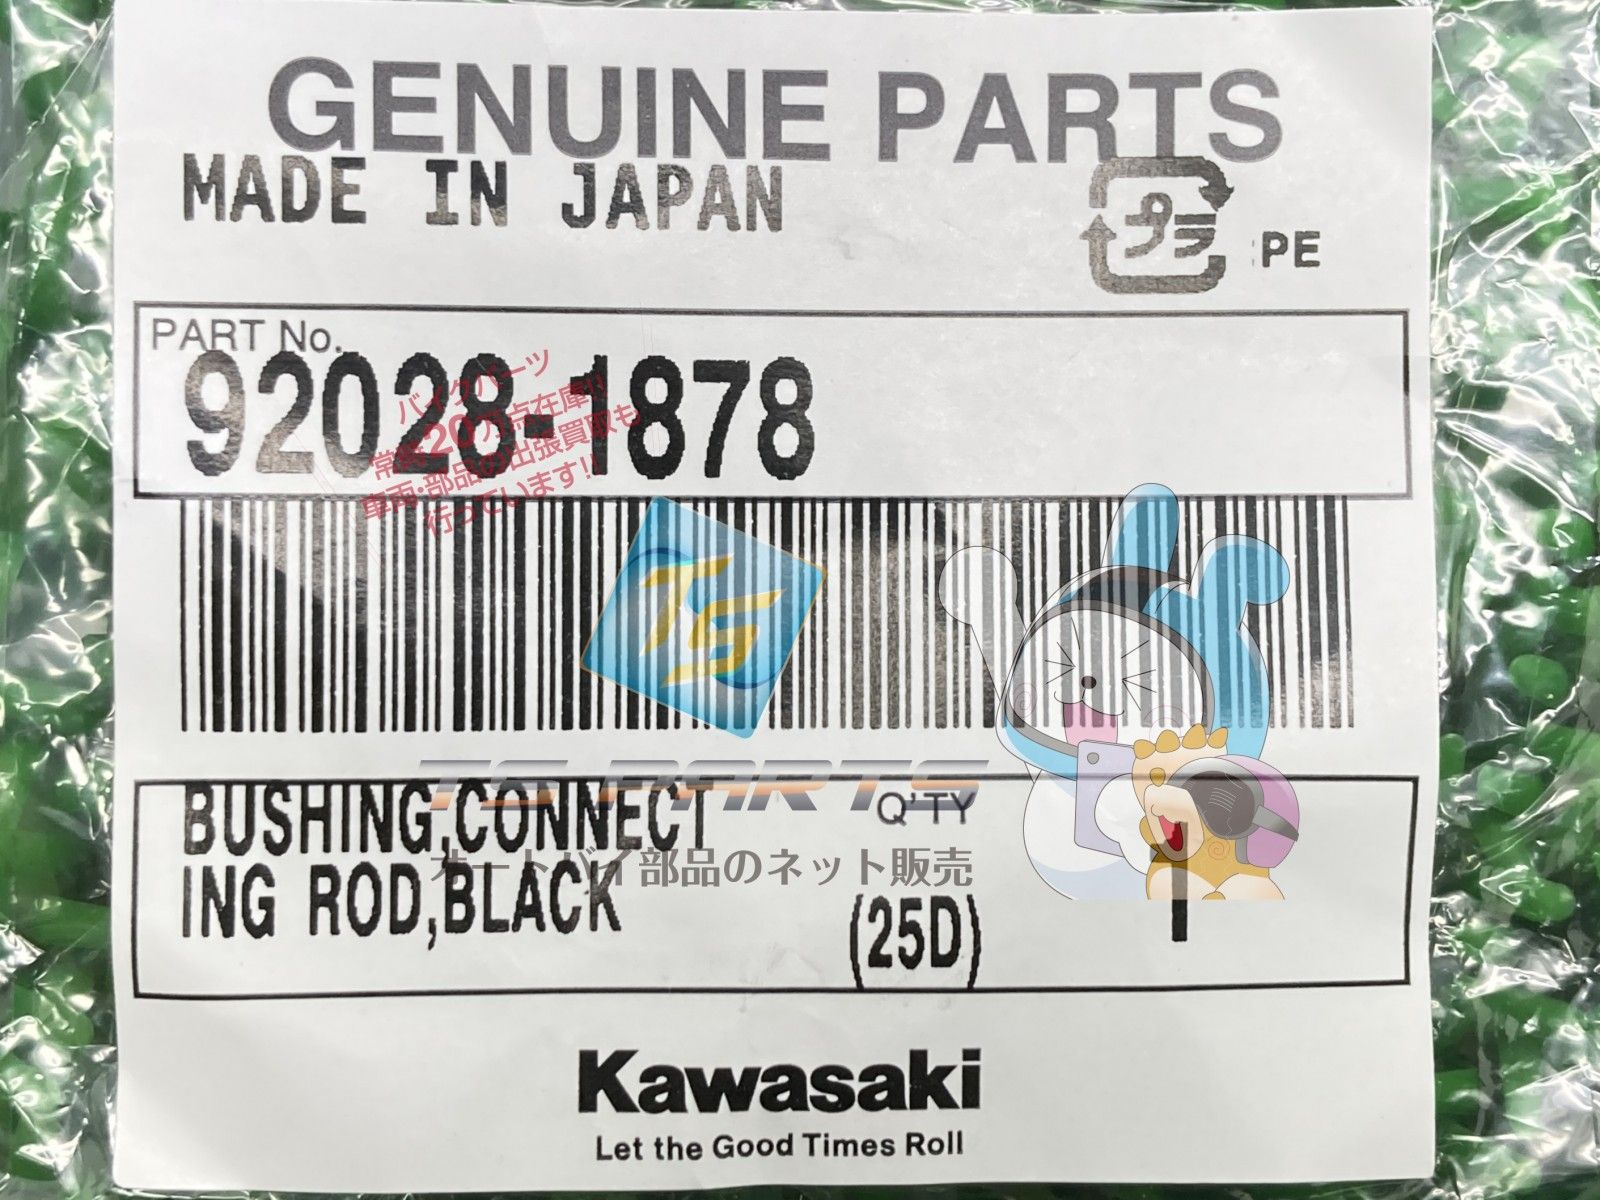 GENUINE PARTS
MADE IN JAPAN
プラ
PE
PART No.
92028-1878
バイクパーツ
常時20万点在庫!!
車両・部品の出張買取も
行っています!!
TS
TS PARTS
オートバイ部品のネット販売
BUSHING,CONNECT
ING ROD,BLACK
Q'TY
(25D)
1
Kawasaki
Let the Good Times Roll